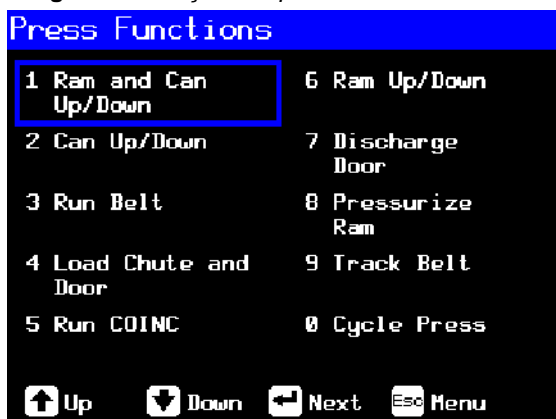 Press Functions
1 Ram and Can
Up/Down
2 Can Up/Down
3 Run Belt
4 Load Chute and
Door
5 Run COINC
6 Ram Up/Down
7 Discharge
Door
8 Pressurize
Ram
9 Track Belt
0 Cycle Press
Up Down Next Esc Menu